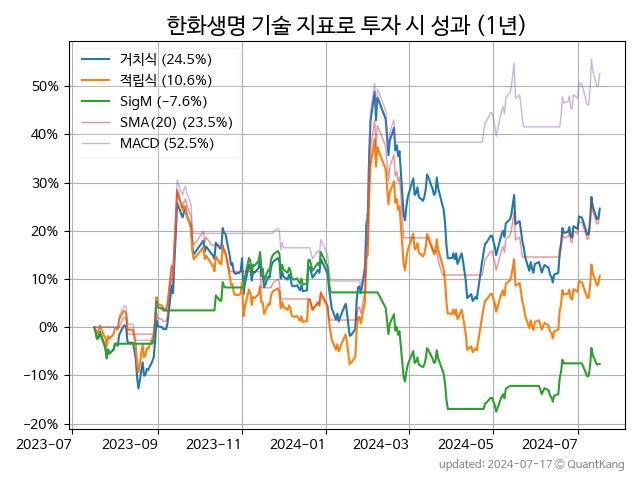 한화생명 기술 지표로 투자 시 성과 (1년)
거치식 (24.5%)
적립식 (10.6%)
SigM (−7.6%)
SMA(20) (23.5%)
MACD (52.5%)
50%
40%
30%
20%
10%
0%
−10%
−20%
2023-07 2023-09 2023-11 2024-01 2024-03 2024-05 2024-07
updated: 2024-07-17 © QuantKang